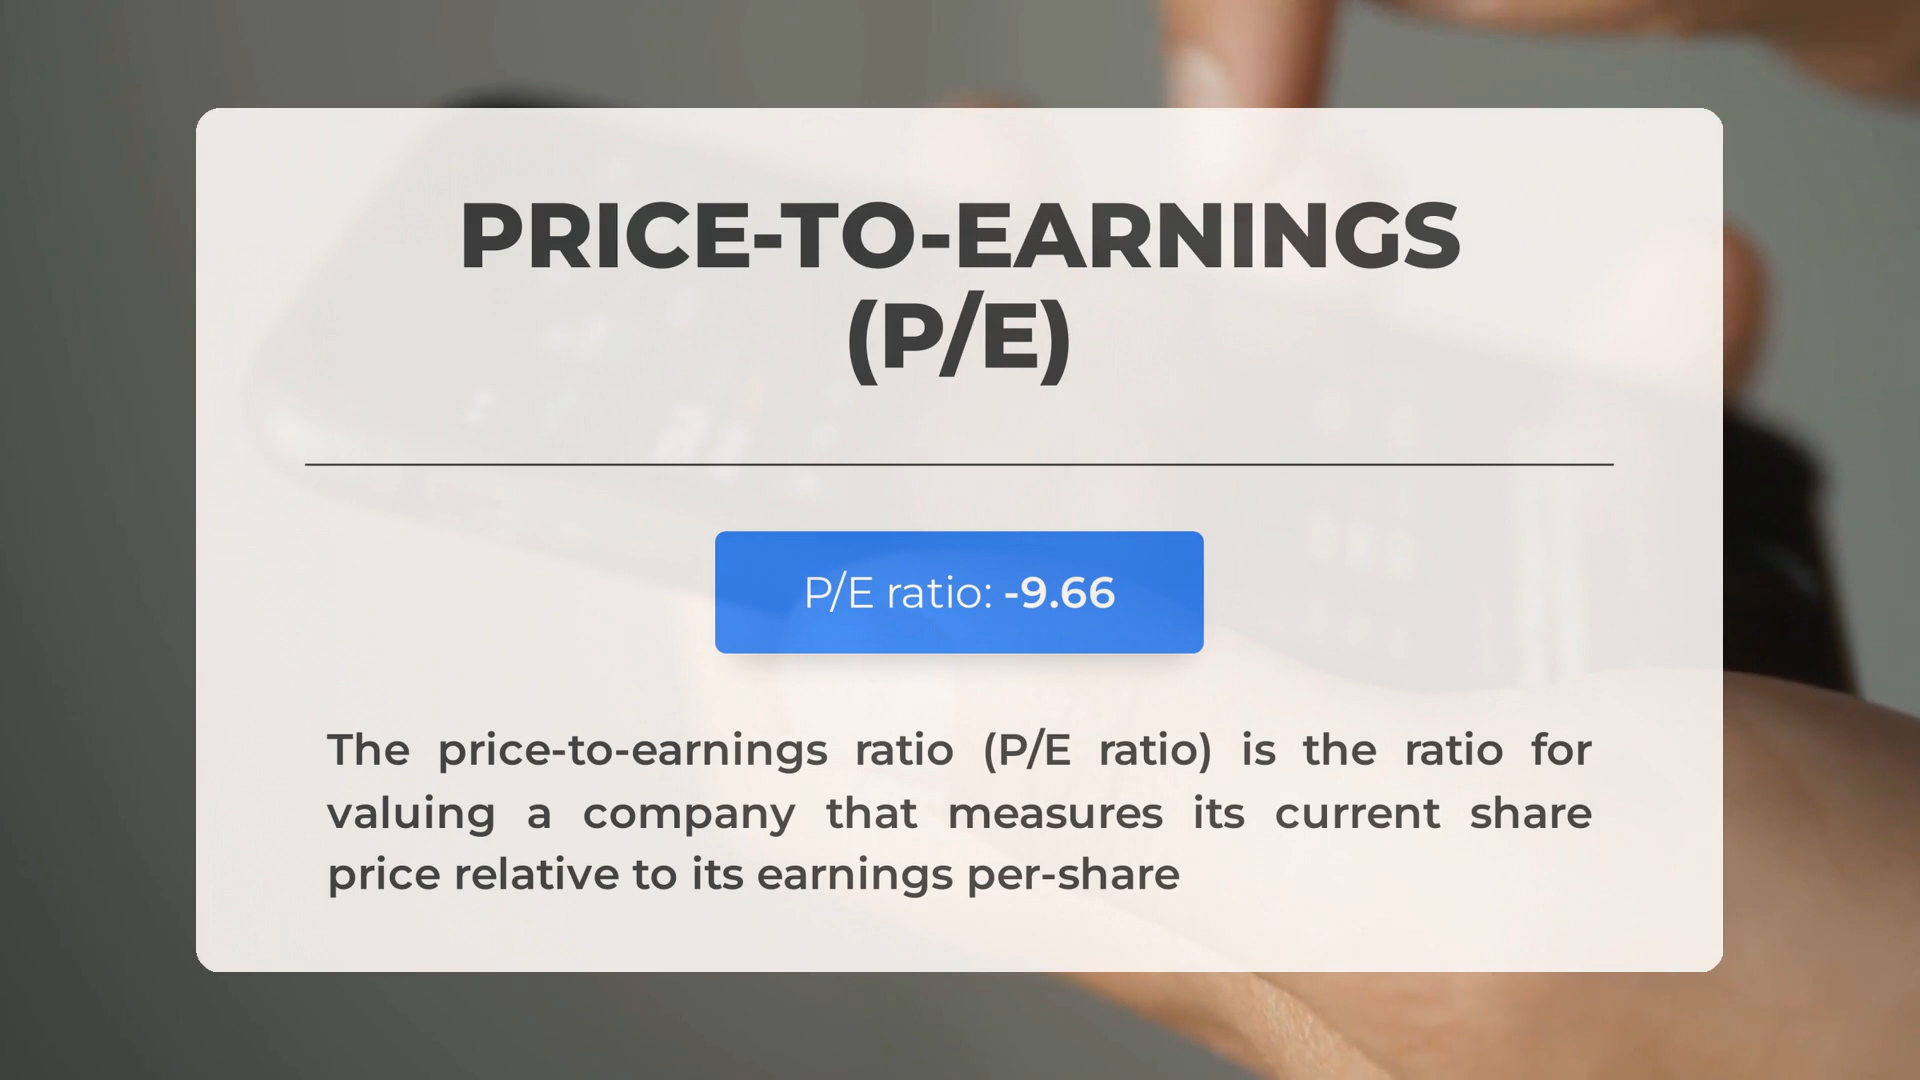 PRICE-TO-EARNINGS
(P/E)
P/E ratio: -9.66
The price-to-earnings ratio (P/E ratio) is the ratio for
valuing a company that measures its current share
price relative to its earnings per-share